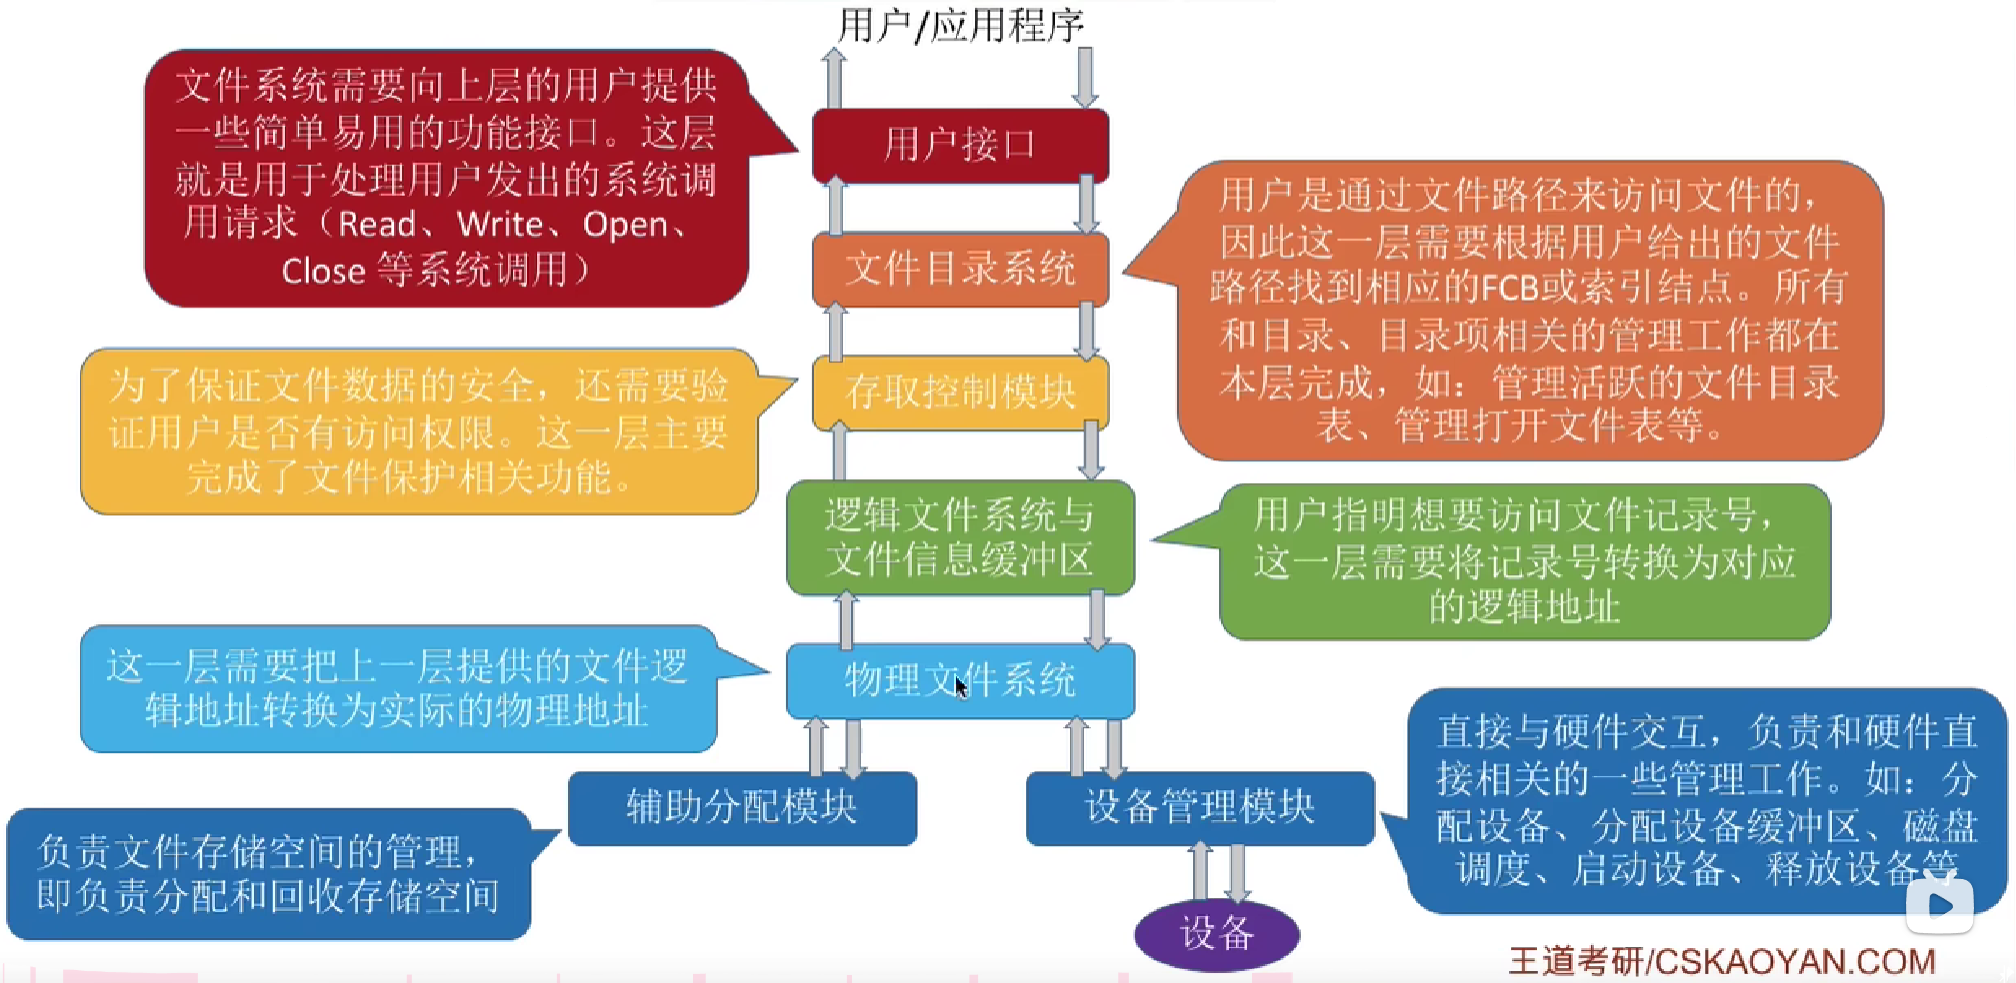 用户/应用程序
文件系统需要向上层的用户提供
一些简单易用的功能接口。这层
就是用于处理用户发出的系统调
用请求（Read、Write、Open、
Close 等系统调用）
用户接口
用户是通过文件路径来访问文件的，
因此这一层需要根据用户给出的文件
路径找到相应的FCB或索引结点。所有
和目录、目录项相关的管理工作都在
本层完成，如：管理活跃的文件目录
表、管理打开文件表等。
文件目录系统
为了保证文件数据的安全，还需要验
证用户是否有访问权限。这一层主要
完成了文件保护相关功能。
存取控制模块
逻辑文件系统与
文件信息缓冲区
用户指明想要访问文件记录号，
这一层需要将记录号转换为对应
的逻辑地址
这一层需要把上一层提供的文件逻
辑地址转换为实际的物理地址
物理文件系统
辅助分配模块
设备管理模块
直接与硬件交互，负责和硬件直
接相关的一些管理工作。如：分
配设备、分配设备缓冲区、磁盘
调度、启动设备、释放设备等
负责文件存储空间的管理，
即负责分配和回收存储空间
设备
王道考研/CSKAOYAN.COM